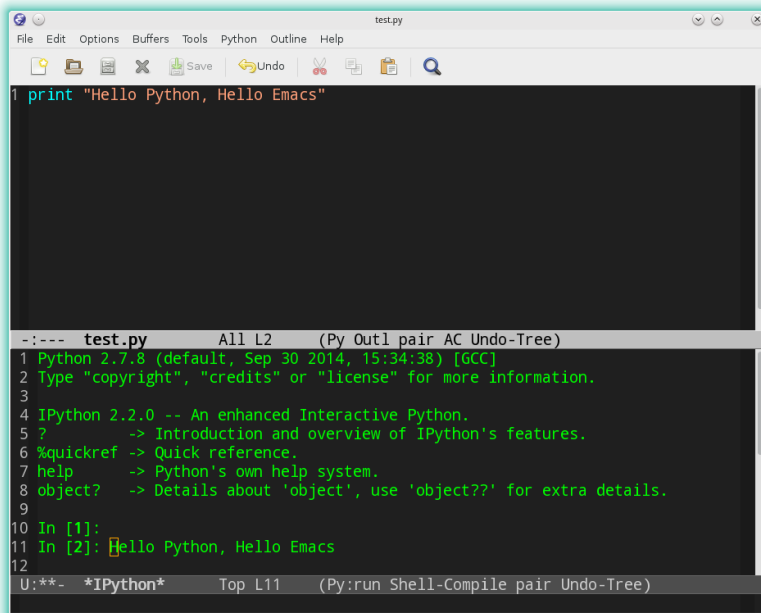 test.py
File Edit Options Buffers Tools Python Outline Help
Save Undo
1 print "Hello Python, Hello Emacs"
-:--- test.py All L2 (Py Outl pair AC Undo-Tree)
1 Python 2.7.8 (default, Sep 30 2014, 15:34:38) [GCC]
2 Type "copyright", "credits" or "license" for more information.
3
4 IPython 2.2.0 -- An enhanced Interactive Python.
5 ? -> Introduction and overview of IPython's features.
6 %quickref -> Quick reference.
7 help -> Python's own help system.
8 object? -> Details about 'object', use 'object??' for extra details.
9
10 In [1]:
11 In [2]: Hello Python, Hello Emacs
12
U:**- *IPython* Top L11 (Py:run Shell-Compile pair Undo-Tree)